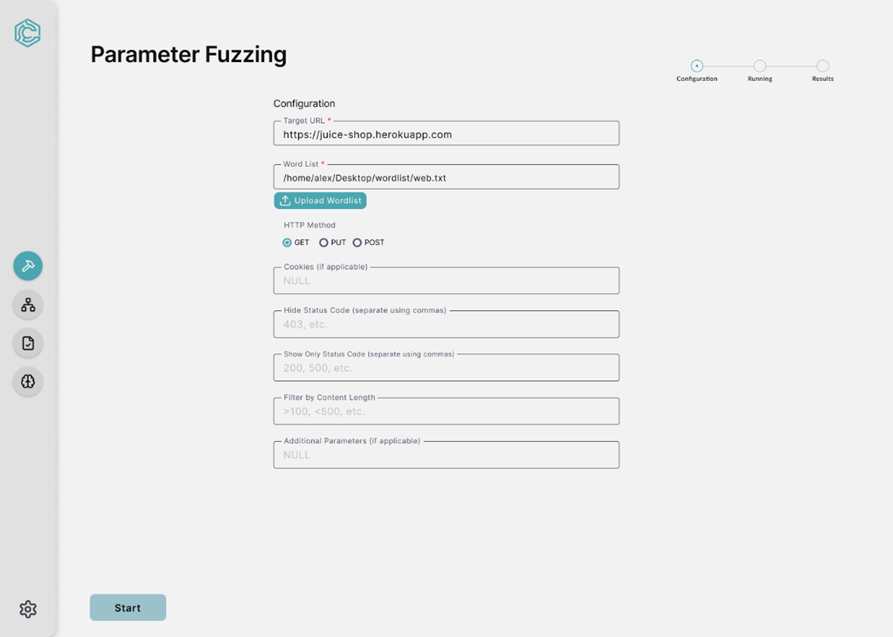 Parameter Fuzzing
Configuration
Running
Results
Configuration
Target URL *
https://juice-shop.herokuapp.com
Word List *
/home/alex/Desktop/wordlist/web.txt
Upload Wordlist
HTTP Method
GET PUT POST
Cookies (if applicable)
NULL
Hide Status Code (separate using commas)
403, etc.
Show Only Status Code (separate using commas)
200, 500, etc.
Filter by Content Length
>100, <500, etc.
Additional Parameters (if applicable)
NULL
Start